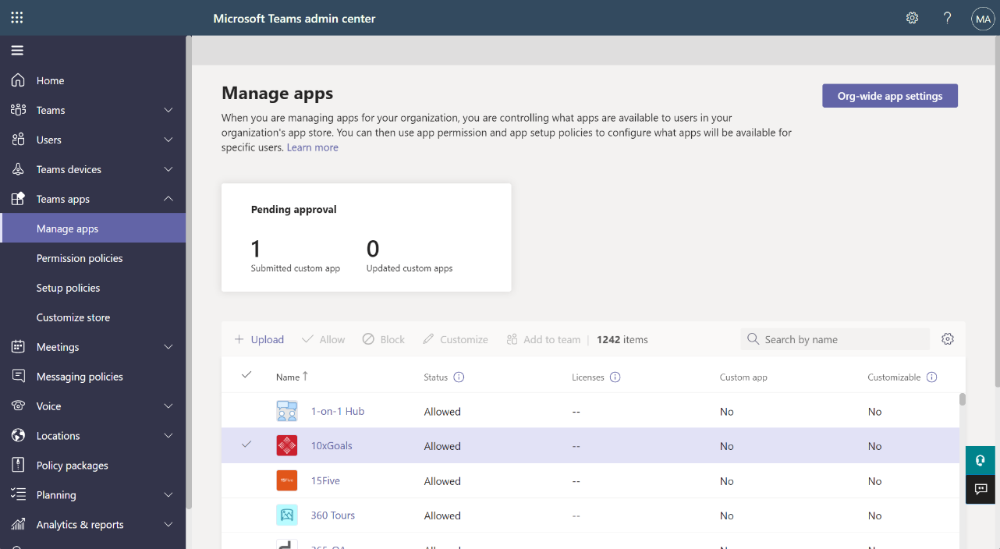 Microsoft Teams admin center
?
MA
Home
Teams
Users
Teams devices
Teams apps
Manage apps
Permission policies
Setup policies
Customize store
Meetings
Messaging policies
Voice
Locations
Policy packages
Planning
Analytics & reports
Manage apps
Org-wide app settings
When you are managing apps for your organization, you are controlling what apps are available to users in your
organization's app store. You can then use app permission and app setup policies to configure what apps will be available for
specific users. Learn more
Pending approval
1 0
Submitted custom app Updated custom apps
+ Upload Allow Block Customize Add to team | 1242 items Search by name
Name ↑ Status Licenses Custom app Customizable
1-on-1 Hub Allowed -- No No
10xGoals Allowed -- No No
15Five 15Five Allowed -- No No
360 Tours Allowed -- No No